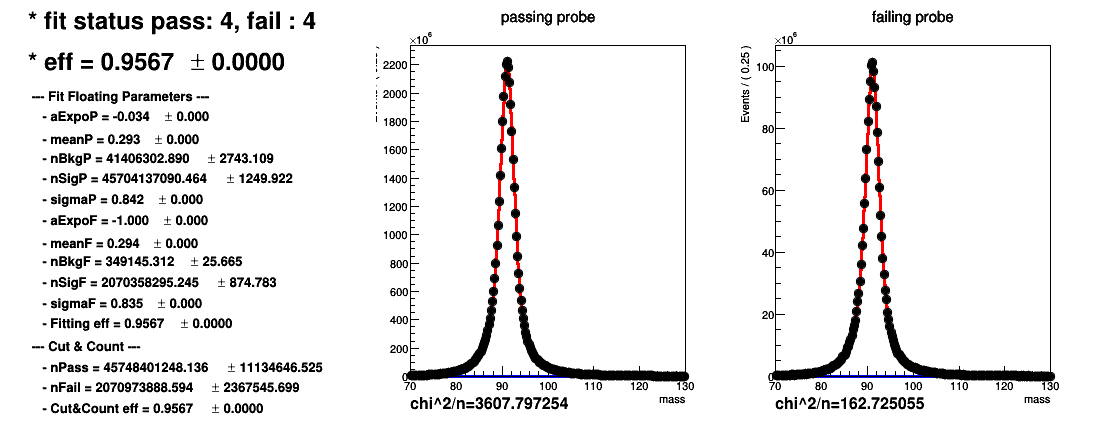 * fit status pass: 4, fail : 4
* eff = 0.9567 ± 0.0000
--- Fit Floating Parameters ---
- aExpoP = -0.034 ± 0.000
- meanP = 0.293 ± 0.000
- nBkgP = 41406302.890 ± 2743.109
- nSigP = 45704137090.464 ± 1249.922
- sigmaP = 0.842 ± 0.000
- aExpoF = -1.000 ± 0.000
- meanF = 0.294 ± 0.000
- nBkgF = 349145.312 ± 25.665
- nSigF = 2070358295.245 ± 874.783
- sigmaF = 0.835 ± 0.000
- Fitting eff = 0.9567 ± 0.0000
--- Cut & Count ---
- nPass = 45748401248.136 ± 11134646.525
- nFail = 2070973888.594 ± 2367545.699
- Cut&Count eff = 0.9567 ± 0.0000
passing probe
×10^6
2200
2000
1800
1600
1400
1200
1000
800
600
400
200
0
70 80 90 100 110 120 130
mass
chi^2/n=3607.797254
failing probe
×10^6
Events / ( 0.25 )
100
80
60
40
20
0
70 80 90 100 110 120 130
mass
chi^2/n=162.725055